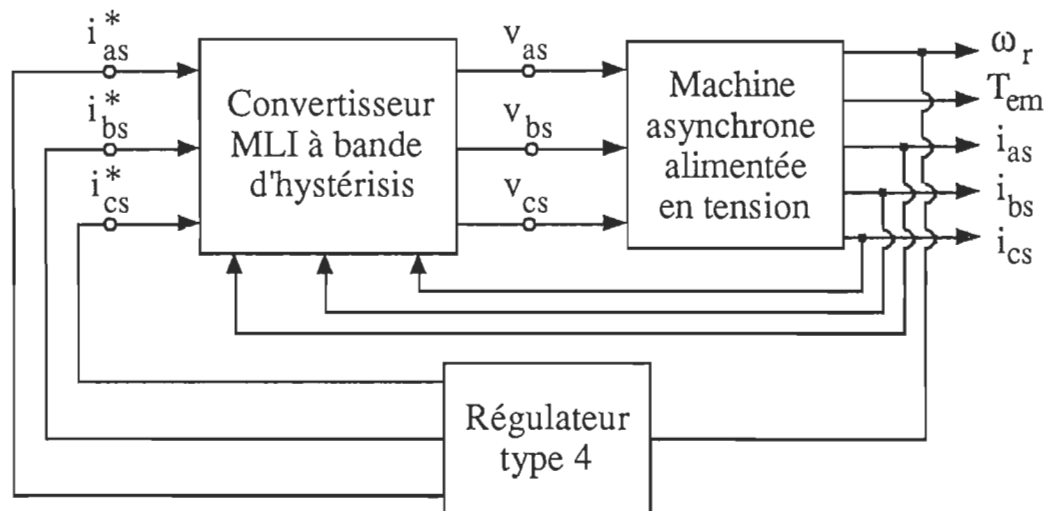 i*as
i*bs
i*cs
Convertisseur
MLI à bande
d'hystérisis
vas
vbs
vcs
Machine
asynchrone
alimentée
en tension
ωr
Tem
ias
ibs
ics
Régulateur
type 4